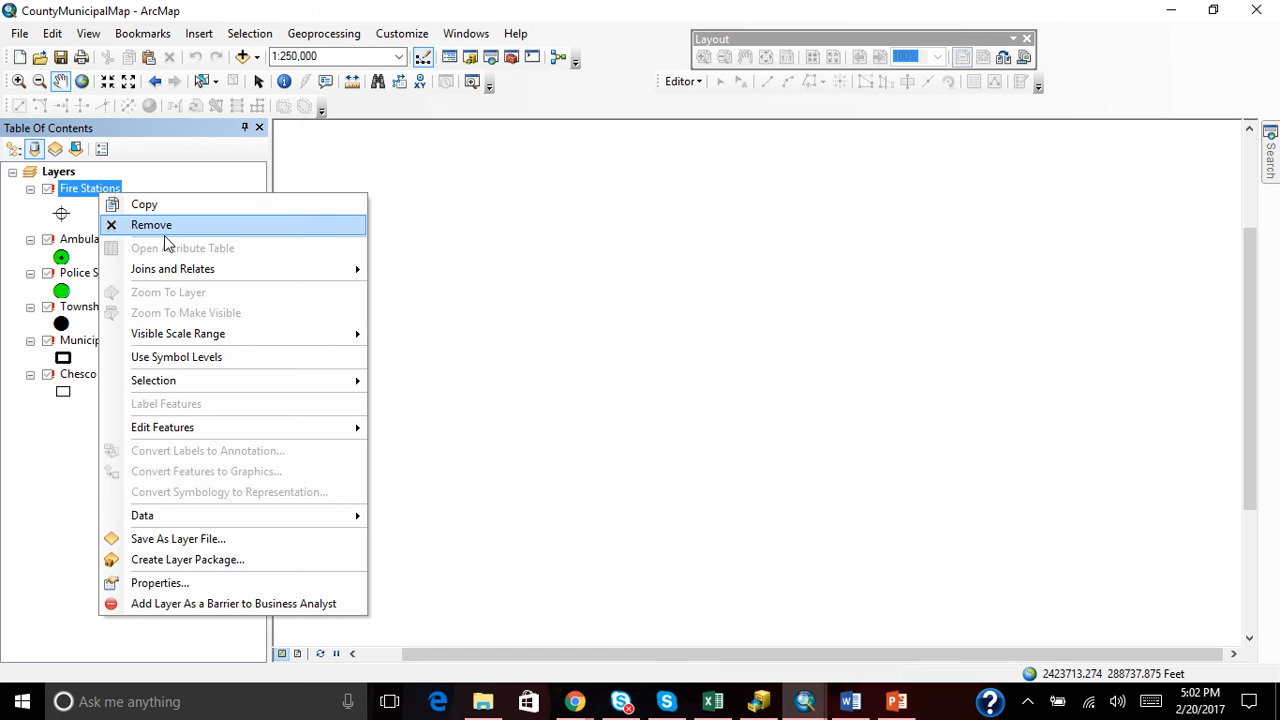 CountyMunicipalMap - ArcMap
File Edit View Bookmarks Insert Selection Geoprocessing Customize Windows Help
Layout
1:250,000
100%
Editor
Table Of Contents
Search
Layers
Fire Stations
Copy
Remove
Ambula
Open Attribute Table
Joins and Relates
Police S
Zoom To Layer
Townsh
Zoom To Make Visible
Visible Scale Range
Municip
Use Symbol Levels
Chesco
Selection
Label Features
Edit Features
Convert Labels to Annotation...
Convert Features to Graphics...
Convert Symbology to Representation...
Data
Save As Layer File...
Create Layer Package...
Properties...
Add Layer As a Barrier to Business Analyst
2423713.274 288737.875 Feet
Ask me anything
5:02 PM
2/20/2017